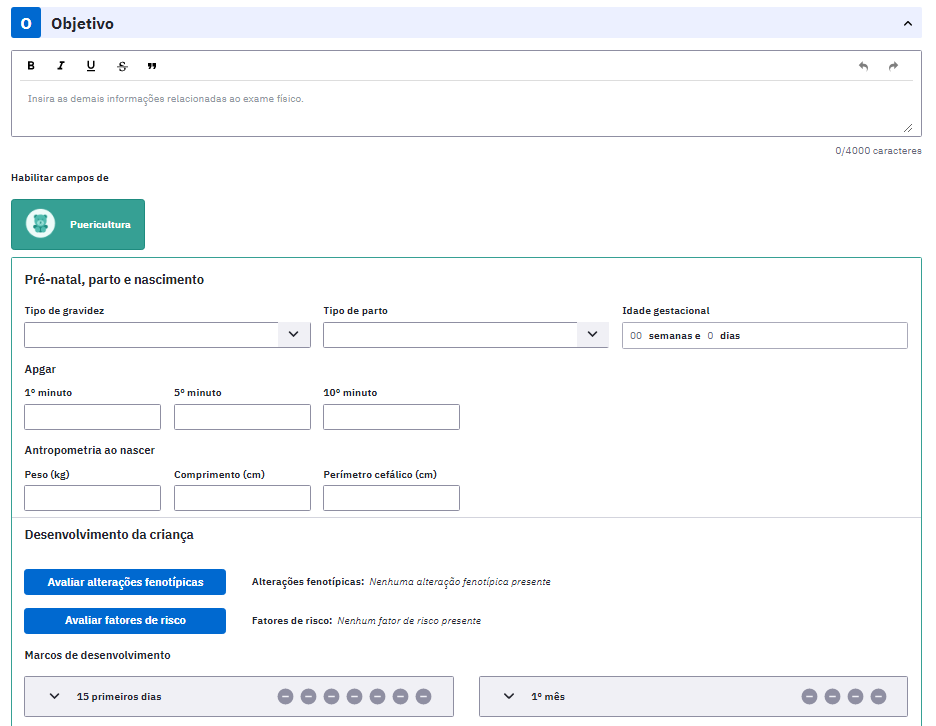 O Objetivo
B I U S
Insira as demais informações relacionadas ao exame físico.
0/4000 caracteres
Habilitar campos de
Puericultura
Pré-natal, parto e nascimento
Tipo de gravidez Tipo de parto Idade gestacional
00 semanas e 0 dias
Apgar
1º minuto 5º minuto 10º minuto
Antropometria ao nascer
Peso (kg) Comprimento (cm) Perímetro cefálico (cm)
Desenvolvimento da criança
Avaliar alterações fenotípicas Alterações fenotípicas: Nenhuma alteração fenotípica presente
Avaliar fatores de risco Fatores de risco: Nenhum fator de risco presente
Marcos de desenvolvimento
15 primeiros dias 1º mês